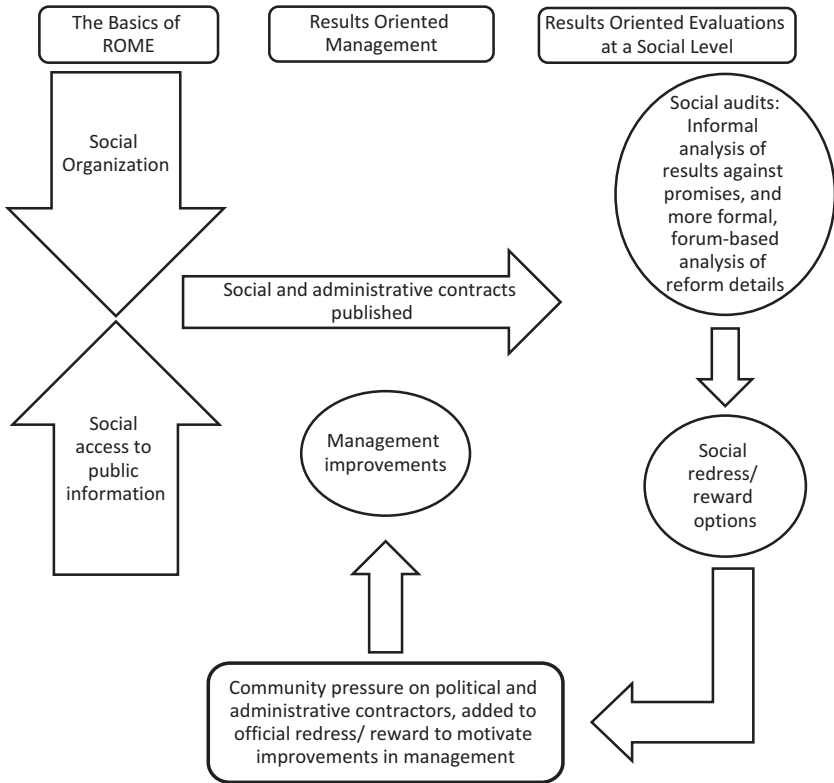 The Basics of
ROME
Results Oriented
Management
Results Oriented Evaluations
at a Social Level
Social
Organization
Social audits:
Informal
analysis of
results against
promises, and
more formal,
forum-based
analysis of
reform details
Social and administrative contracts
published
Social
access to
public
information
Management
improvements
Social
redress/
reward
options
Community pressure on political and
administrative contractors, added to
official redress/ reward to motivate
improvements in management